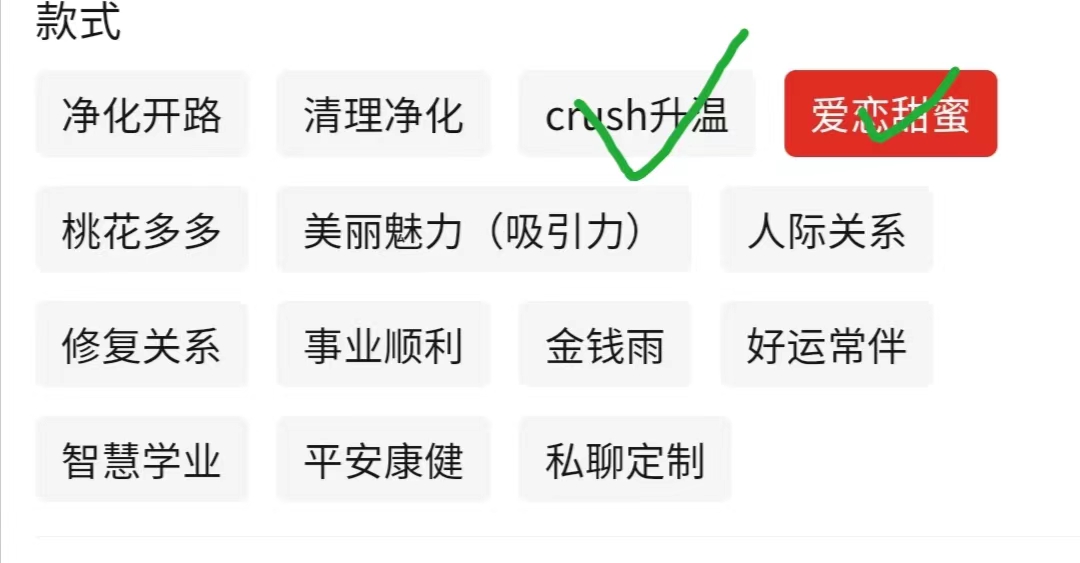 款式
净化开路 清理净化 crush升温 爱恋甜蜜
桃花多多 美丽魅力（吸引力） 人际关系
修复关系 事业顺利 金钱雨 好运常伴
智慧学业 平安康健 私聊定制